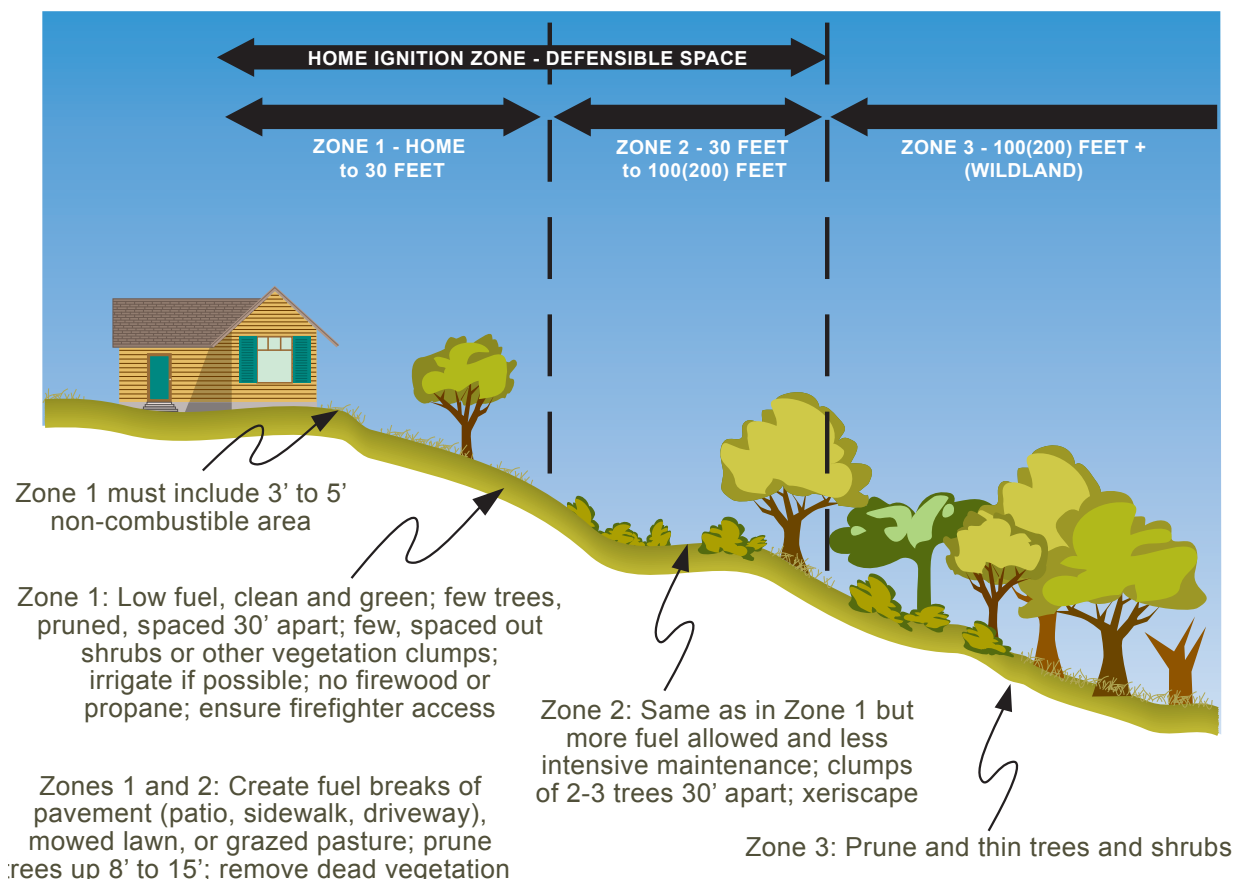 HOME IGNITION ZONE - DEFENSIBLE SPACE
ZONE 1 - HOME
to 30 FEET
ZONE 2 - 30 FEET
to 100(200) FEET
ZONE 3 - 100(200) FEET +
(WILDLAND)
Zone 1 must include 3’ to 5’
non-combustible area
Zone 1: Low fuel, clean and green; few trees,
pruned, spaced 30’ apart; few, spaced out
shrubs or other vegetation clumps;
irrigate if possible; no firewood or
propane; ensure firefighter access
Zones 1 and 2: Create fuel breaks of
pavement (patio, sidewalk, driveway),
mowed lawn, or grazed pasture; prune
trees up 8’ to 15’; remove dead vegetation
Zone 2: Same as in Zone 1 but
more fuel allowed and less
intensive maintenance; clumps
of 2-3 trees 30’ apart; xeriscape
Zone 3: Prune and thin trees and shrubs